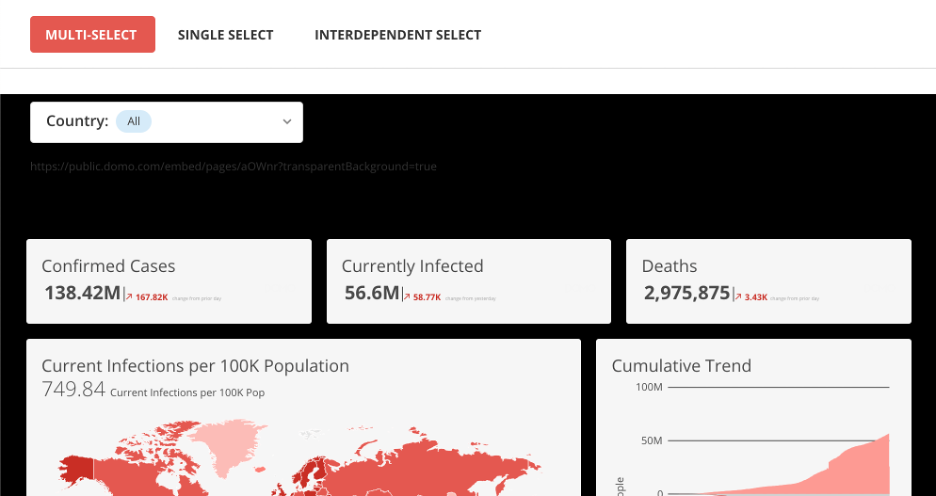 MULTI-SELECT SINGLE SELECT INTERDEPENDENT SELECT
Country: All
https://public.domo.com/embed/pages/aOWnr?transparentBackground=true
Confirmed Cases
138.42M 167.82K change from prior day
Currently Infected
56.6M 58.77K change from yesterday
Deaths
2,975,875 3.43K change from prior day
Current Infections per 100K Population
749.84 Current Infections per 100K Pop
Cumulative Trend
100M
50M
0
ople